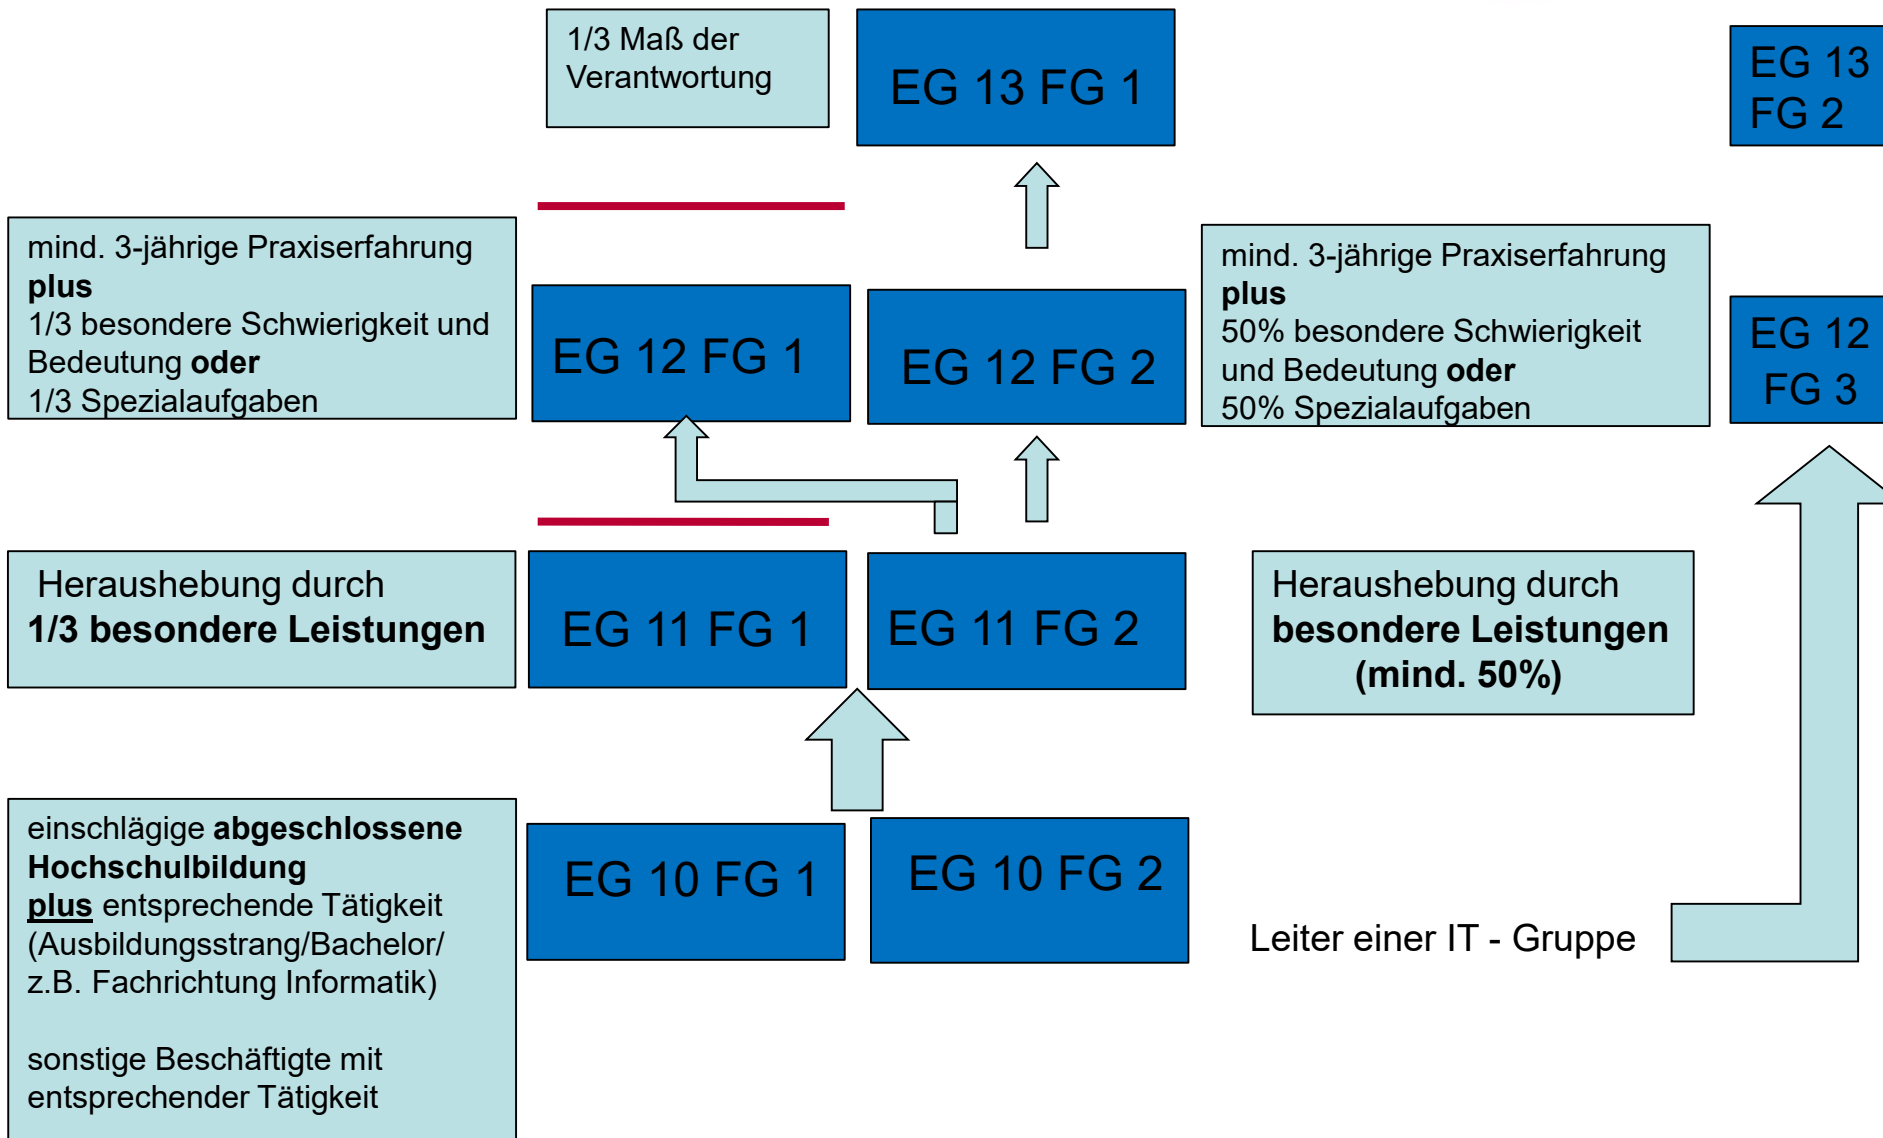 1/3 Maß der
Verantwortung
EG 13 FG 1
EG 13
FG 2
mind. 3-jährige Praxiserfahrung
plus
1/3 besondere Schwierigkeit und
Bedeutung oder
1/3 Spezialaufgaben
EG 12 FG 1
EG 12 FG 2
mind. 3-jährige Praxiserfahrung
plus
50% besondere Schwierigkeit
und Bedeutung oder
50% Spezialaufgaben
EG 12
FG 3
Heraushebung durch
1/3 besondere Leistungen
EG 11 FG 1
EG 11 FG 2
Heraushebung durch
besondere Leistungen
(mind. 50%)
einschlägige abgeschlossene
Hochschulbildung
plus entsprechende Tätigkeit
(Ausbildungsstrang/Bachelor/
z.B. Fachrichtung Informatik)
sonstige Beschäftigte mit
entsprechender Tätigkeit
EG 10 FG 1
EG 10 FG 2
Leiter einer IT - Gruppe